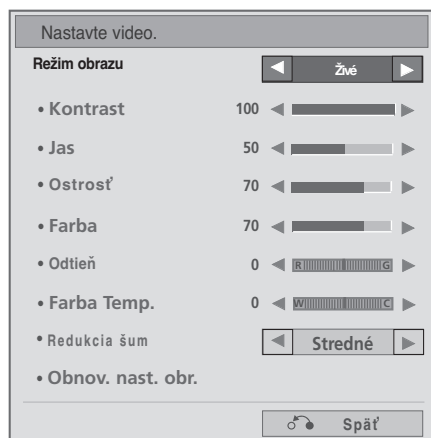 Nastavte video.
Režim obrazu ◀ Živé ▶
• Kontrast 100 ◀ ▶
• Jas 50 ◀ ▶
• Ostrosť 70 ◀ ▶
• Farba 70 ◀ ▶
• Odtieň 0 ◀ R G ▶
• Farba Temp. 0 ◀ W C ▶
• Redukcia šum ◀ Stredné ▶
• Obnov. nast. obr.
Späť